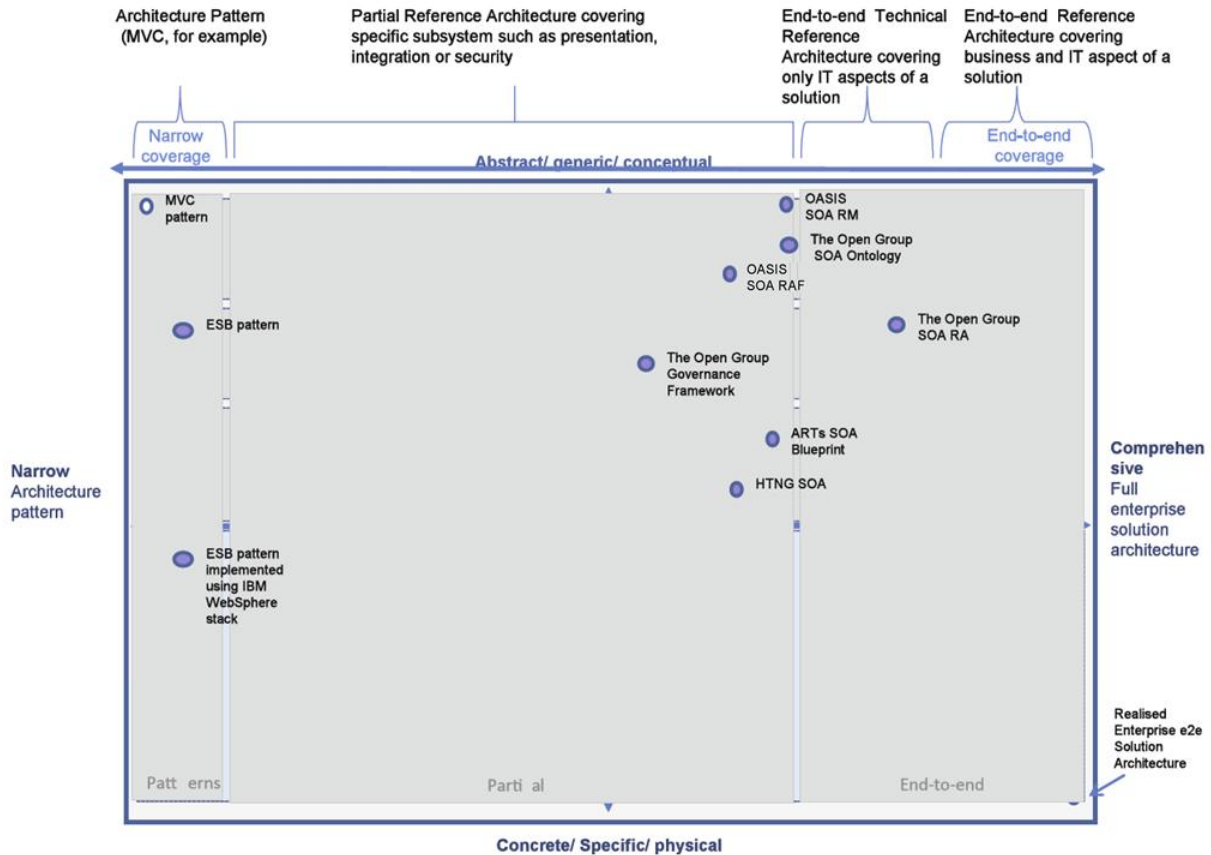 Architecture Pattern
(MVC, for example)
Partial Reference Architecture covering
specific subsystem such as presentation,
integration or security
End-to-end Technical
Reference
Architecture covering
only IT aspects of a
solution
End-to-end Reference
Architecture covering
business and IT aspect of a
solution
Narrow
coverage
End-to-end
coverage
Abstract/ generic/ conceptual
MVC
pattern
OASIS
SOA RM
The Open Group
SOA Ontology
OASIS
SOA RAF
ESB pattern
The Open Group
SOA RA
The Open Group
Governance
Framework
ARTs SOA
Blueprint
HTNG SOA
Narrow
Architecture
pattern
Comprehen
sive
Full
enterprise
solution
architecture
ESB pattern
implemented
using IBM
WebSphere
stack
Realised
Enterprise e2e
Solution
Architecture
Patt erns
Parti al
End-to-end
Concrete/ Specific/ physical